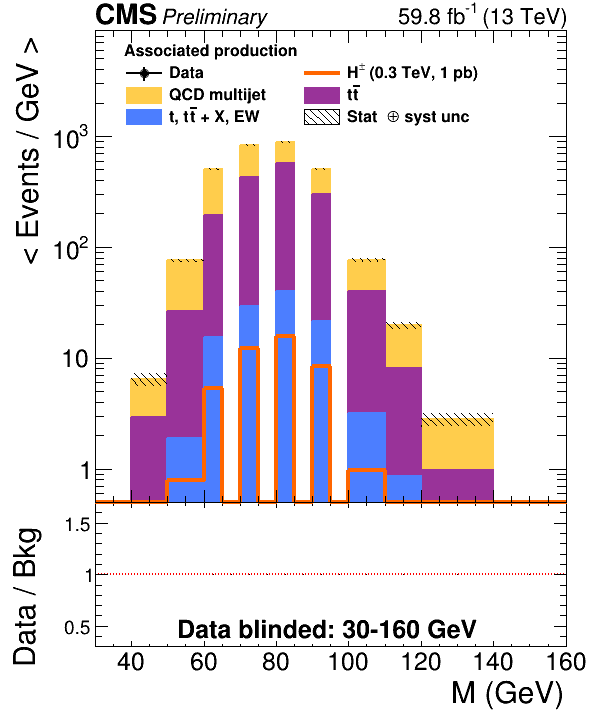 CMS Preliminary 59.8 fb⁻¹ (13 TeV)
Associated production
Data H± (0.3 TeV, 1 pb)
QCD multijet tt̄
t, tt̄ + X, EW Stat ⊕ syst unc
< Events / GeV >
10³
10²
10
1
Data / Bkg
1.5
1
0.5
Data blinded: 30-160 GeV
40 60 80 100 120 140 160
M (GeV)